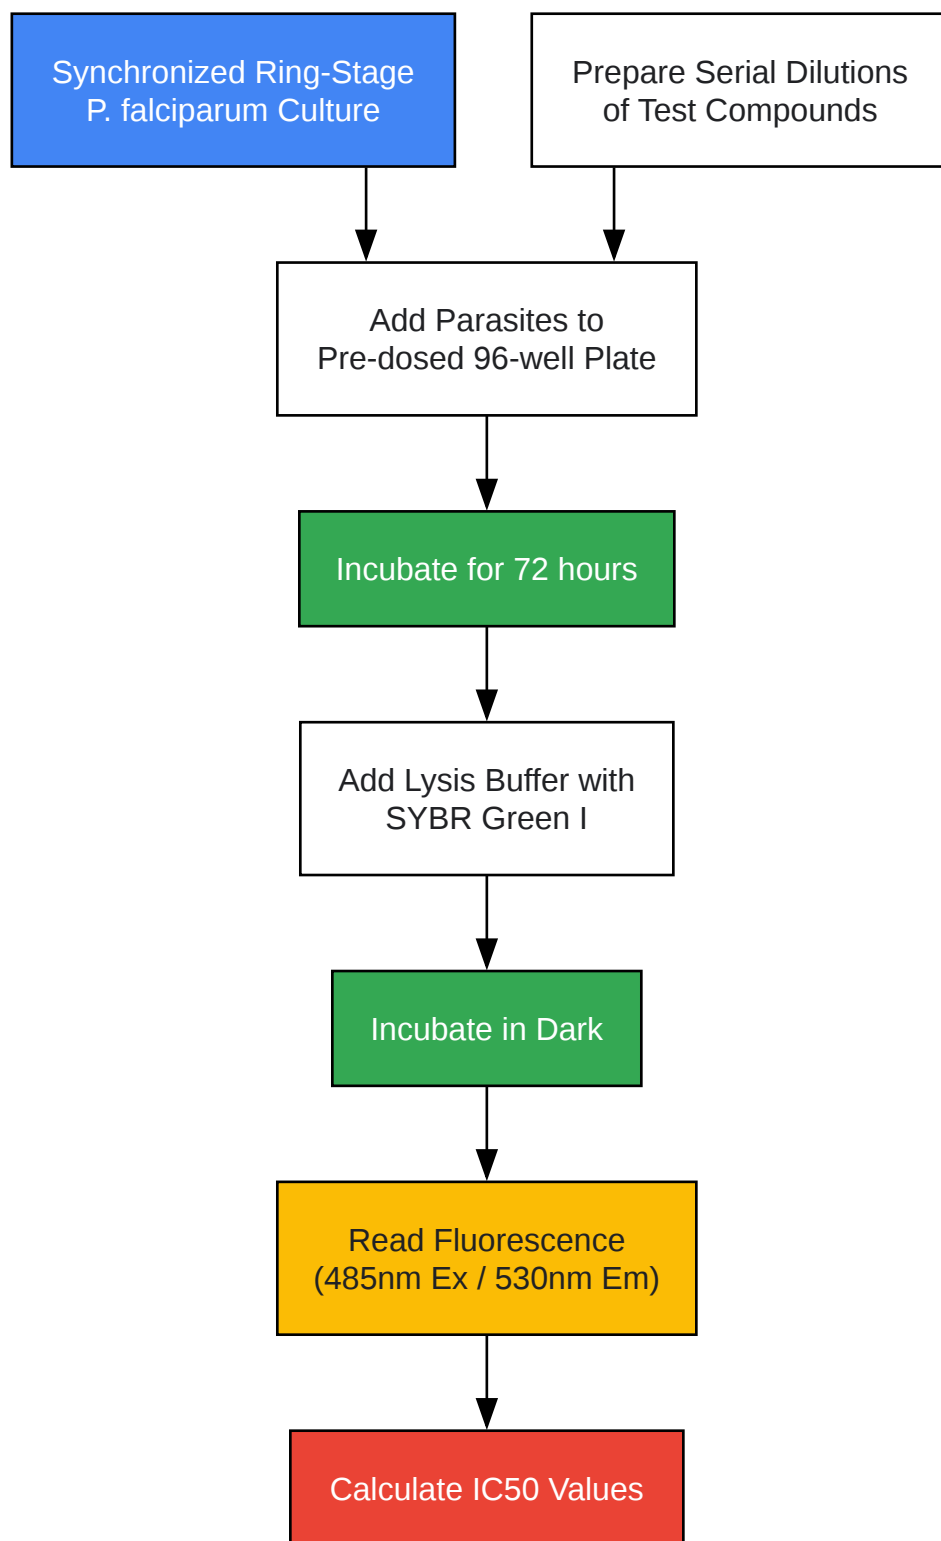 Synchronized Ring-Stage
P. falciparum Culture
Prepare Serial Dilutions
of Test Compounds
Add Parasites to
Pre-dosed 96-well Plate
Incubate for 72 hours
Add Lysis Buffer with
SYBR Green I
Incubate in Dark
Read Fluorescence
(485nm Ex / 530nm Em)
Calculate IC50 Values